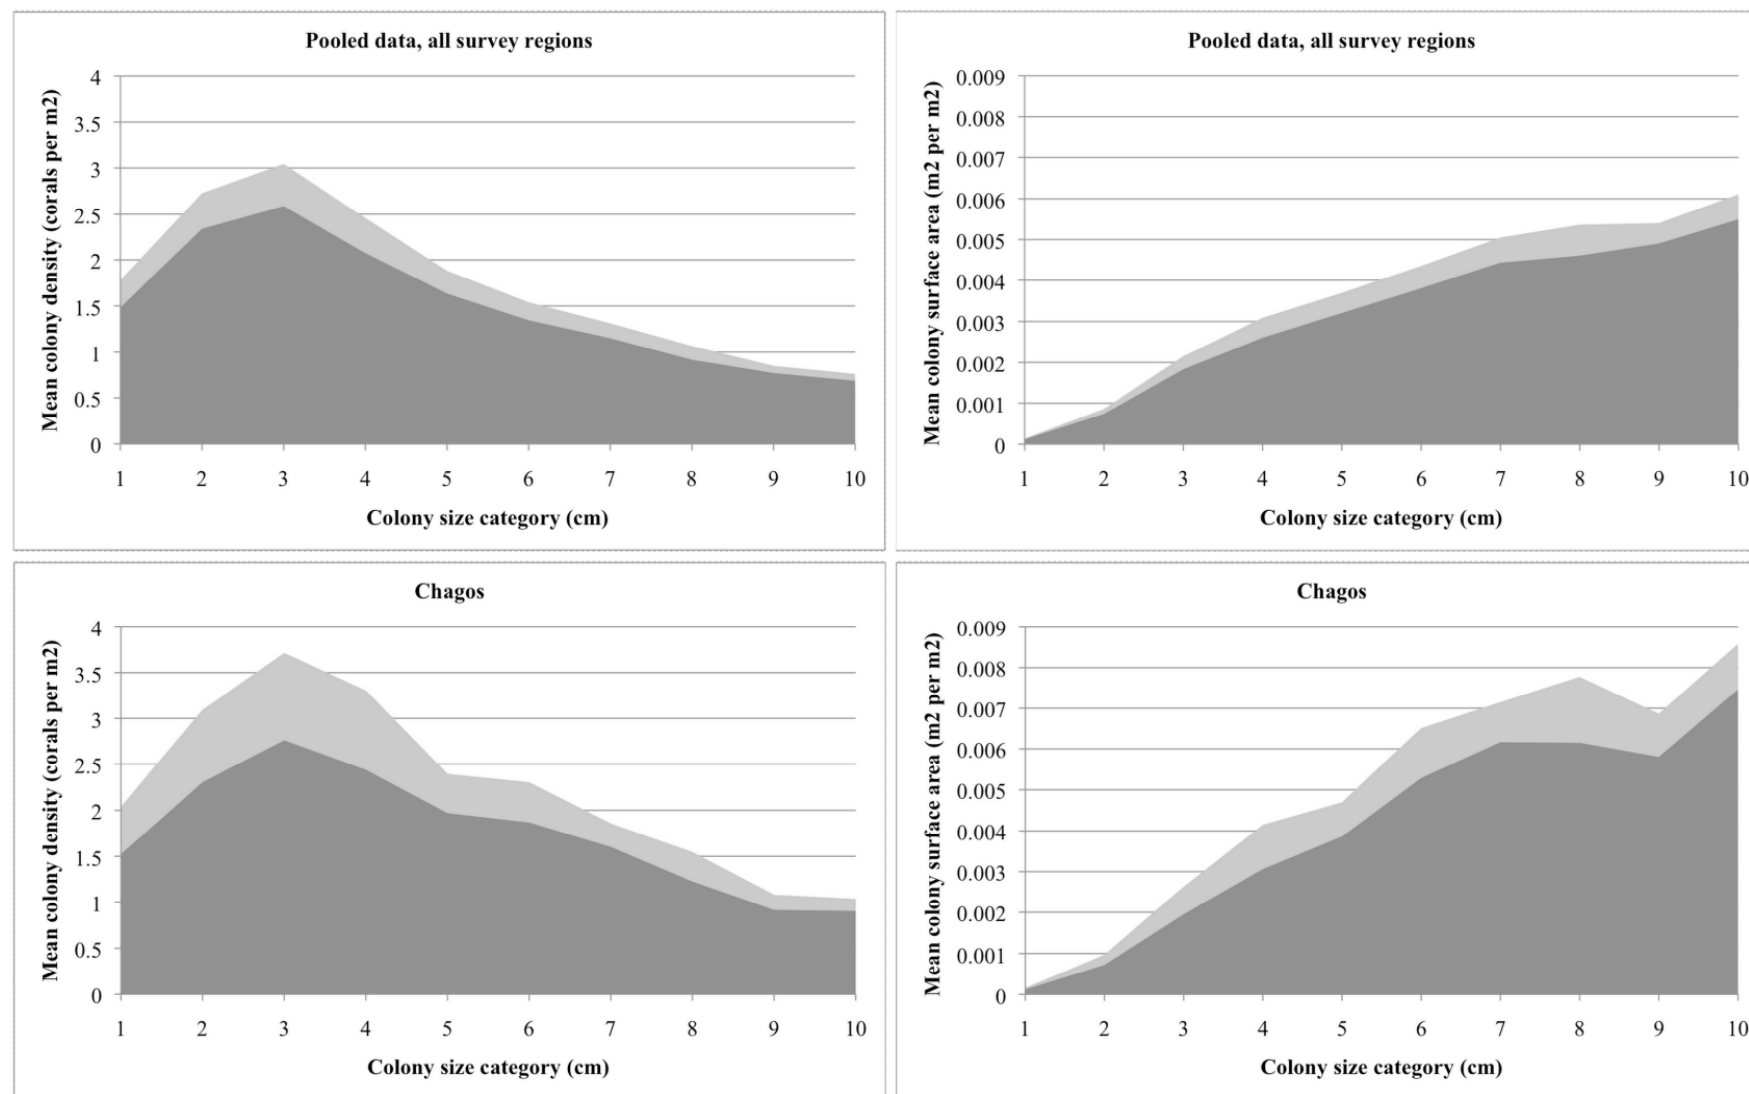 Pooled data, all survey regions
Mean colony density (corals per m2)
4
3.5
3
2.5
2
1.5
1
0.5
0
1 2 3 4 5 6 7 8 9 10
Colony size category (cm)
Pooled data, all survey regions
Mean colony surface area (m2 per m2)
0.009
0.008
0.007
0.006
0.005
0.004
0.003
0.002
0.001
0
1 2 3 4 5 6 7 8 9 10
Colony size category (cm)
Chagos
Mean colony density (corals per m2)
4
3.5
3
2.5
2
1.5
1
0.5
0
1 2 3 4 5 6 7 8 9 10
Colony size category (cm)
Chagos
Mean colony surface area (m2 per m2)
0.009
0.008
0.007
0.006
0.005
0.004
0.003
0.002
0.001
0
1 2 3 4 5 6 7 8 9 10
Colony size category (cm)